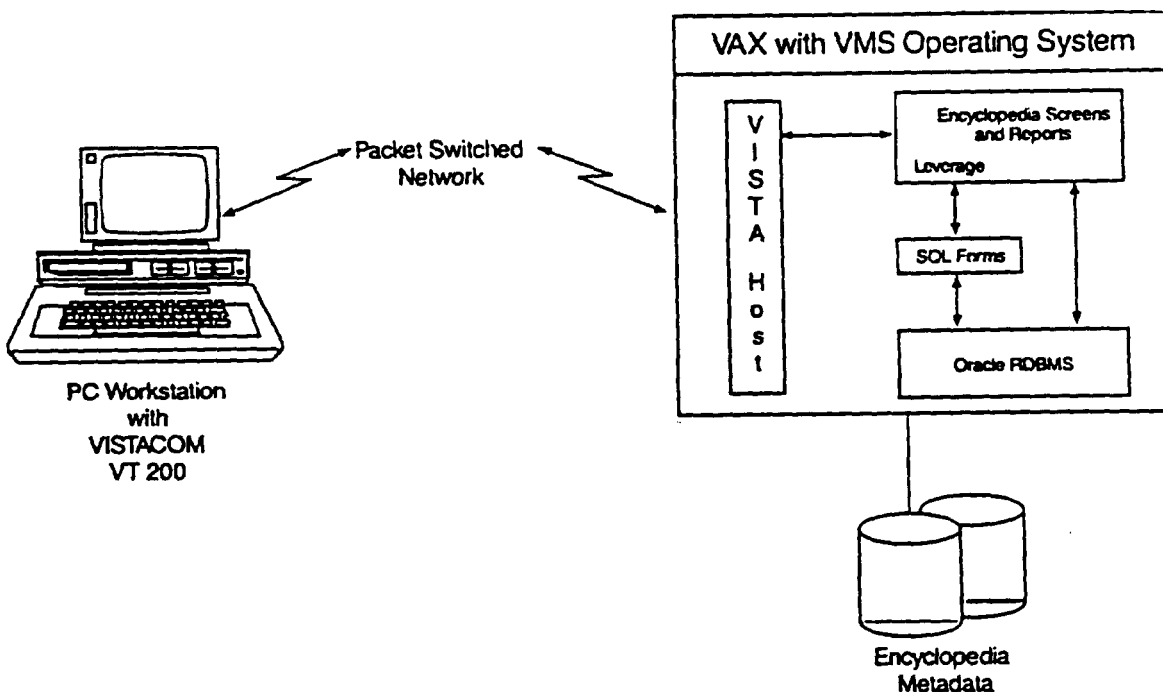 VAX with VMS Operating System
V
I
S
T
A
H
o
s
t
Encyclopedia Screens
and Reports
Leverage
SQL Forms
Oracle RDBMS
Packet Switched
Network
PC Workstation
with
VISTACOM
VT 200
Encyclopedia
Metadata